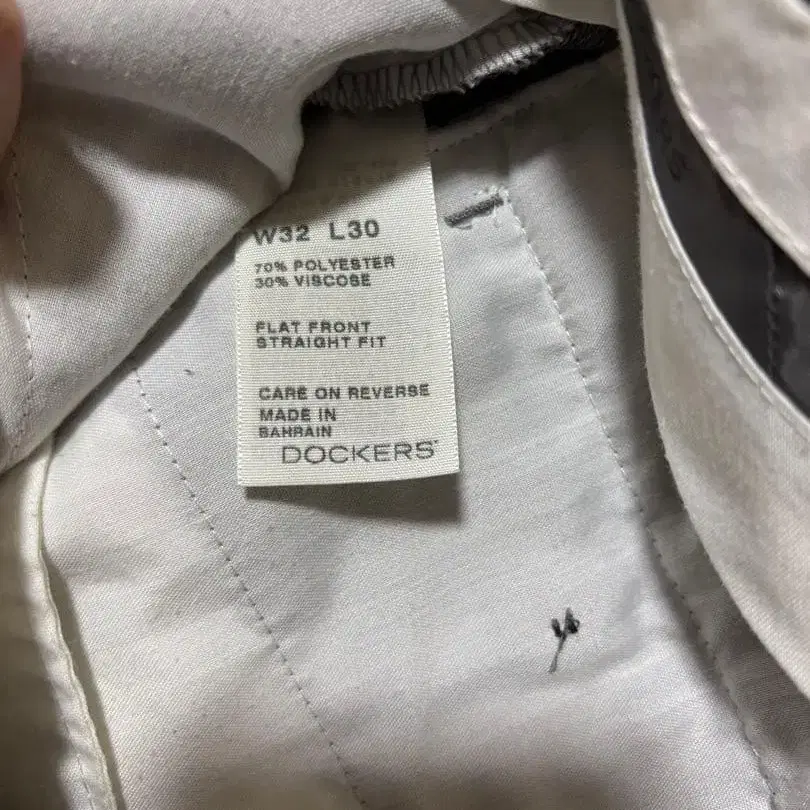 W32 L30
70% POLYESTER
30% VISCOSE
FLAT FRONT
STRAIGHT FIT
CARE ON REVERSE
MADE IN
BAHRAIN
DOCKERS